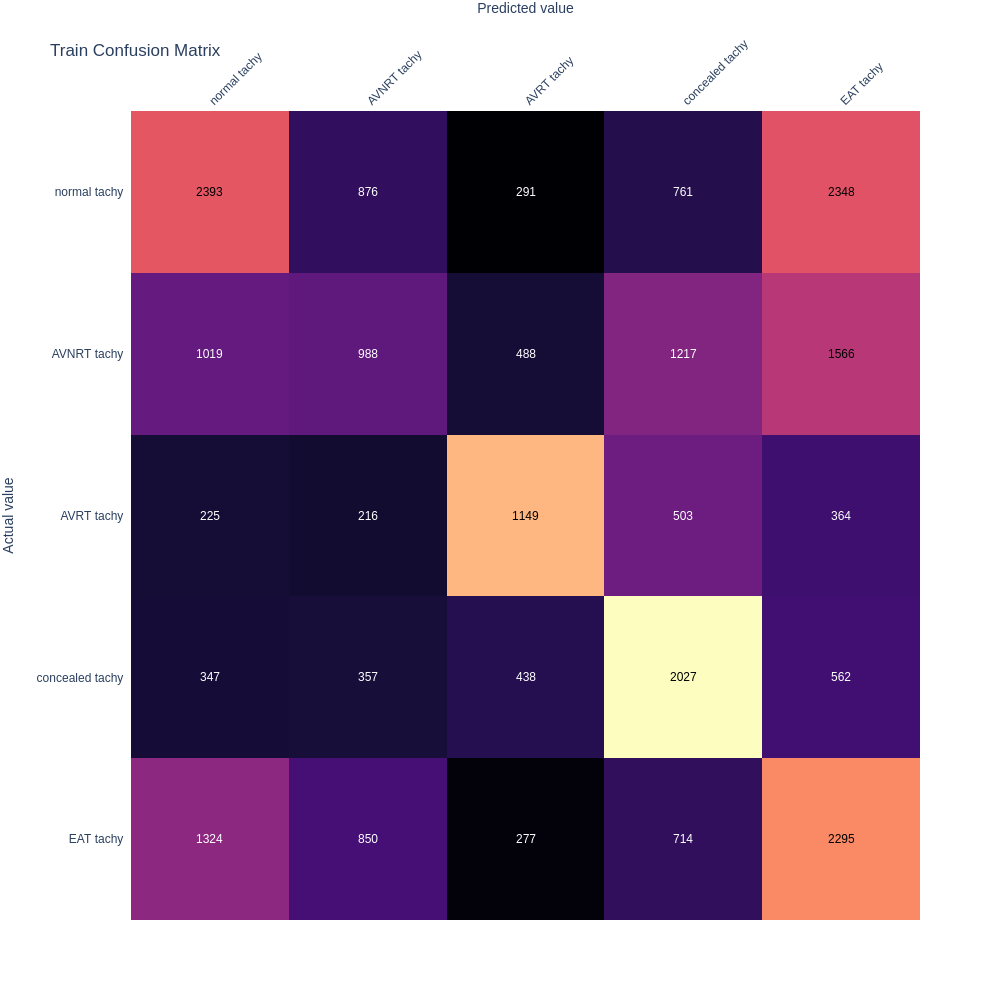 Predicted value
Train Confusion Matrix
normal tachy
AVNRT tachy
AVRT tachy
concealed tachy
EAT tachy
Actual value
normal tachy 2393 876 291 761 2348
AVNRT tachy 1019 988 488 1217 1566
AVRT tachy 225 216 1149 503 364
concealed tachy 347 357 438 2027 562
EAT tachy 1324 850 277 714 2295